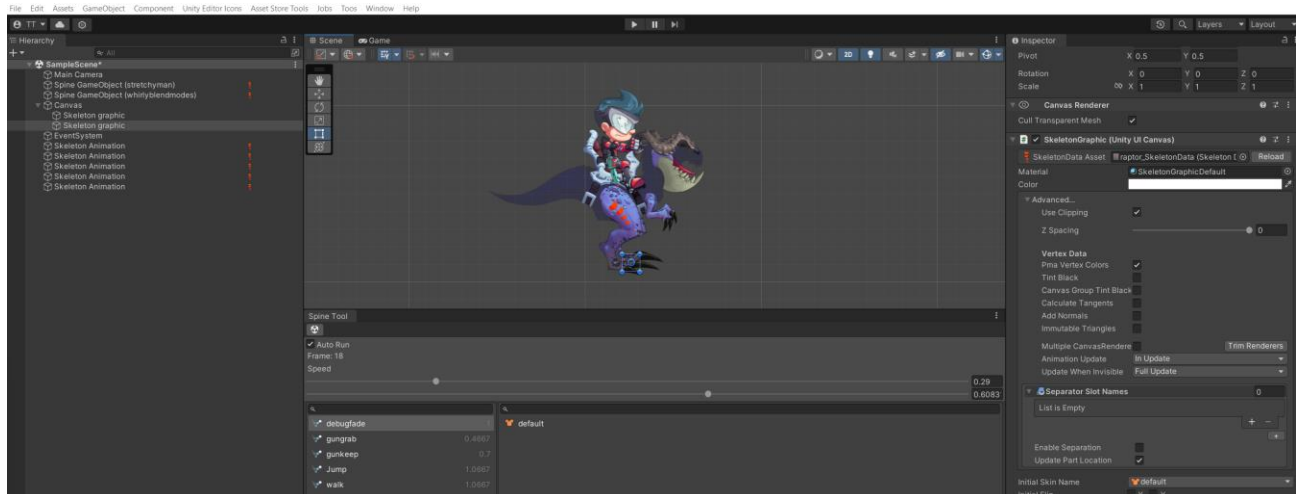 File Edit Assets GameObject Component Unity Editor Icons Asset Store Tools Jobs Toos Window Help
TT
Layers Layout
Hierarchy
All
SampleScene*
Main Camera
Spine GameObject (stretchyman)
Spine GameObject (whirlyblendmodes)
Canvas
Skeleton graphic
Skeleton graphic
EventSystem
Skeleton Animation
Skeleton Animation
Skeleton Animation
Skeleton Animation
Skeleton Animation
Scene Game
2D
Spine Tool
Auto Run
Frame: 18
Speed
0.29
0.6083
debugfade
gungrab 0.4667
gunkeep 0.7
Jump 1.0667
walk 1.0667
default
Inspector
Pivot X 0.5 Y 0.5
Rotation X 0 Y 0 Z 0
Scale X 1 Y 1 Z 1
Canvas Renderer
Cull Transparent Mesh
SkeletonGraphic (Unity UI Canvas)
SkeletonData Asset raptor_SkeletonData (Skeleton Reload
Material SkeletonGraphicDefault
Color
Advanced...
Use Clipping
Z Spacing 0
Vertex Data
Pma Vertex Colors
Tint Black
Canvas Group Tint Black
Calculate Tangents
Add Normals
Immutable Triangles
Multiple CanvasRendere Trim Renderers
Animation Update In Update
Update When Invisible Full Update
Separator Slot Names 0
List is Empty
+ −
+
Enable Separation
Update Part Location
Initial Skin Name default